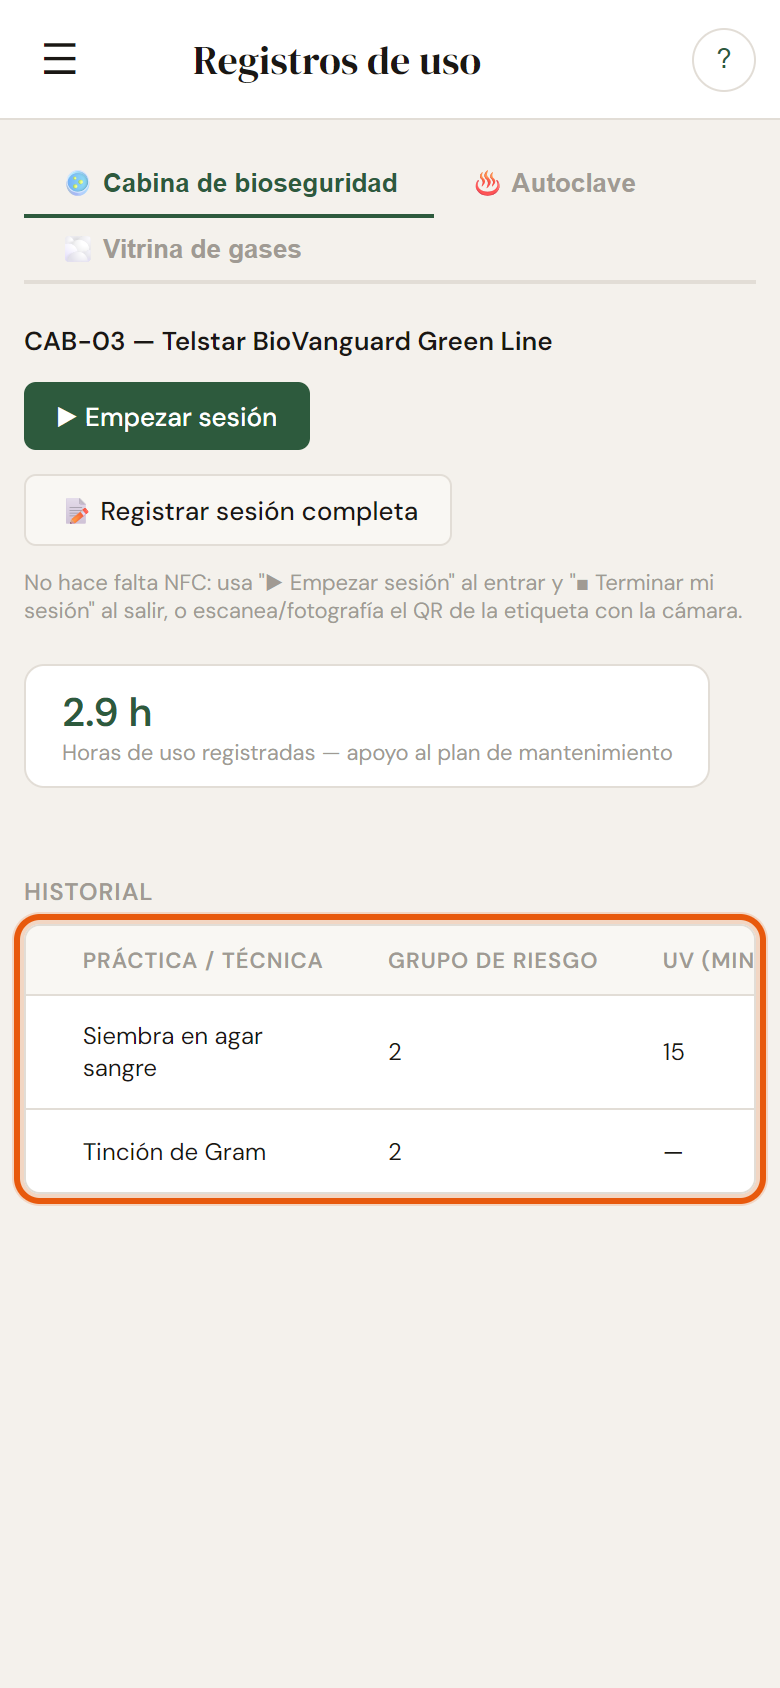 ☰ Registros de uso ?
Cabina de bioseguridad Autoclave
Vitrina de gases
CAB-03 — Telstar BioVanguard Green Line
▶ Empezar sesión
Registrar sesión completa
No hace falta NFC: usa "▶ Empezar sesión" al entrar y "■ Terminar mi
sesión" al salir, o escanea/fotografía el QR de la etiqueta con la cámara.
2.9 h
Horas de uso registradas — apoyo al plan de mantenimiento
HISTORIAL
PRÁCTICA / TÉCNICA GRUPO DE RIESGO UV (MIN
Siembra en agar
sangre 2 15
Tinción de Gram 2 —